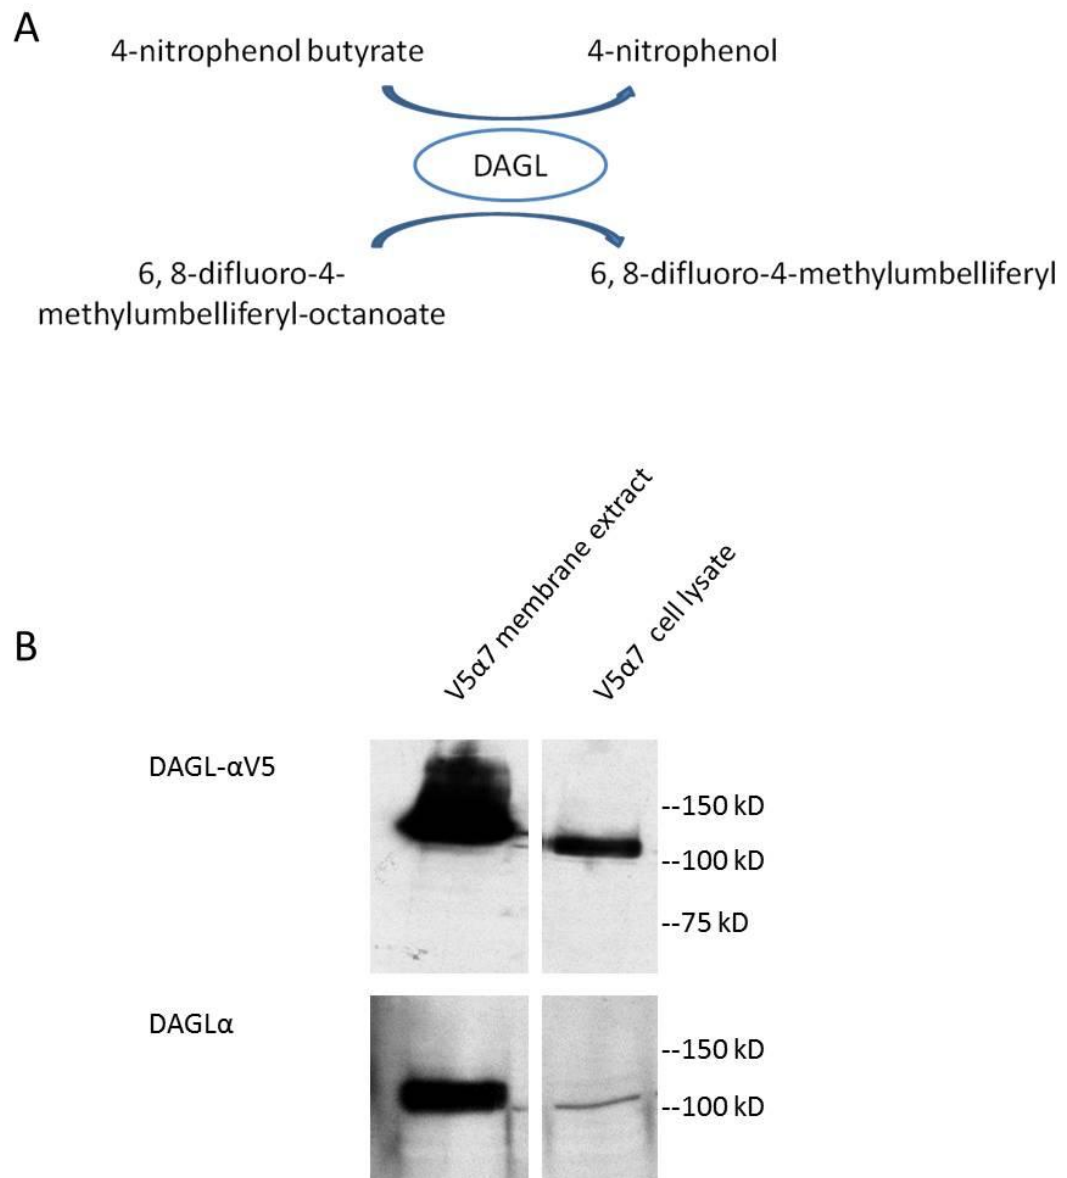 A
4-nitrophenol butyrate
4-nitrophenol
DAGL
6, 8-difluoro-4-
methylumbelliferyl-octanoate
6, 8-difluoro-4-methylumbelliferyl
B
V5α7 membrane extract
V5α7 cell lysate
DAGL-αV5
--150 kD
--100 kD
--75 kD
DAGLα
--150 kD
--100 kD